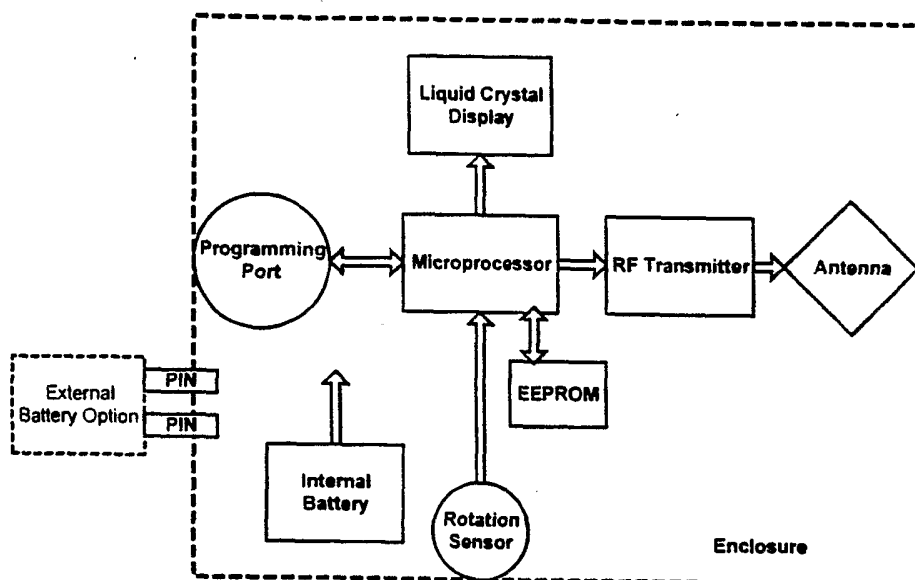 Liquid Crystal
Display
Programming
Port
Microprocessor
RF Transmitter
Antenna
External
Battery Option
PIN
PIN
EEPROM
Internal
Battery
Rotation
Sensor
Enclosure